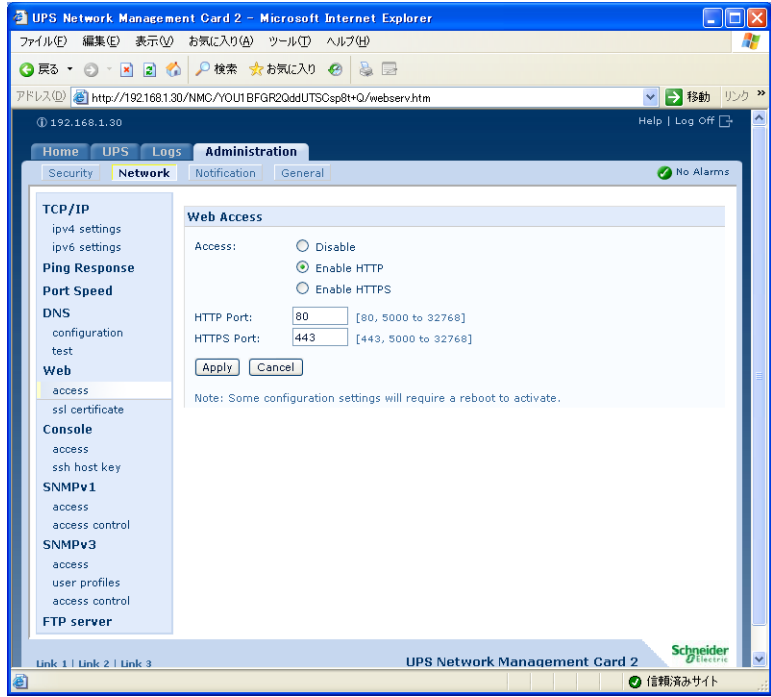 UPS Network Management Card 2 - Microsoft Internet Explorer
ファイル(F) 編集(E) 表示(V) お気に入り(A) ツール(T) ヘルプ(H)
戻る 検索 お気に入り
アドレス(D) http://192.168.1.30/NMC/YOU1BFGR2QddUTSCsp8t+Q/webserv.htm 移動 リンク »
192.168.1.30 Help | Log Off
Home UPS Logs Administration
Security Network Notification General No Alarms
TCP/IP
ipv4 settings
ipv6 settings
Ping Response
Port Speed
DNS
configuration
test
Web
access
ssl certificate
Console
access
ssh host key
SNMPv1
access
access control
SNMPv3
access
user profiles
access control
FTP server
Web Access
Access: Disable
Enable HTTP
Enable HTTPS
HTTP Port: 80 [80, 5000 to 32768]
HTTPS Port: 443 [443, 5000 to 32768]
Apply Cancel
Note: Some configuration settings will require a reboot to activate.
Link 1 | Link 2 | Link 3 UPS Network Management Card 2 Schneider Electric
信頼済みサイト